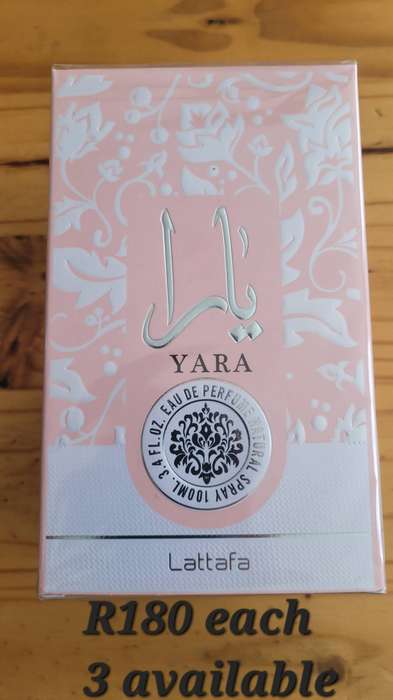 يارا
YARA
3.4 FL.OZ. EAU DE PERFUME NATURAL SPRAY 100ML.
Lattafa
R180 each
3 available